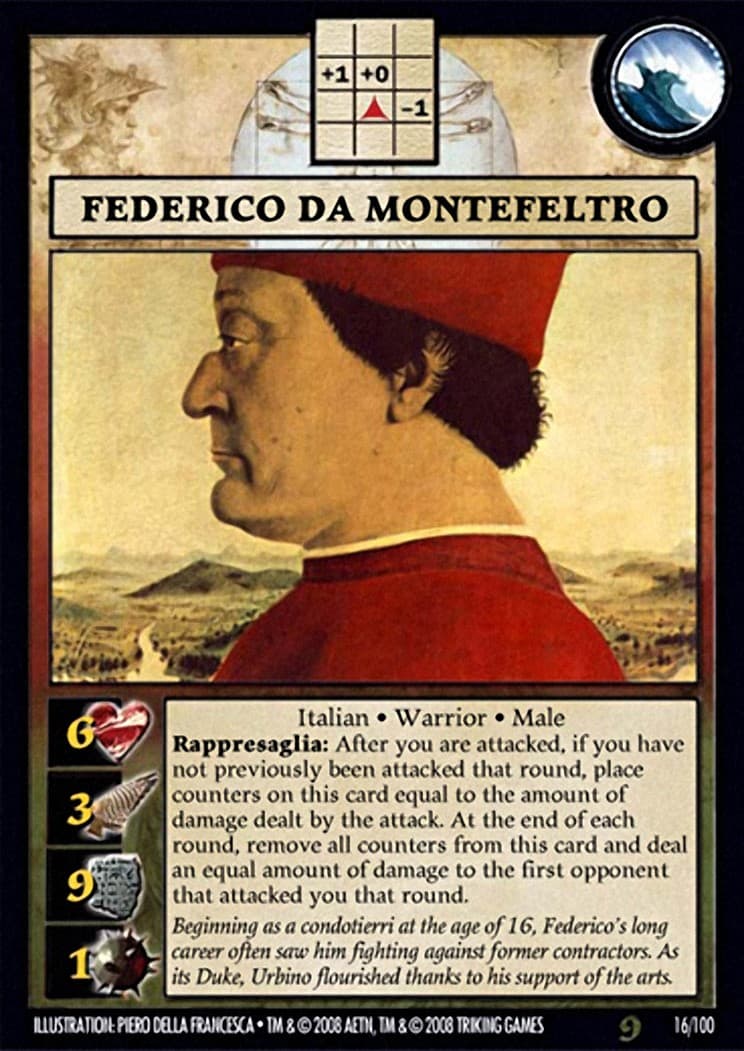 +1 +0
-1
FEDERICO DA MONTEFELTRO
6
3
9
1
Italian • Warrior • Male
Rappresaglia: After you are attacked, if you have
not previously been attacked that round, place
counters on this card equal to the amount of
damage dealt by the attack. At the end of each
round, remove all counters from this card and deal
an equal amount of damage to the first opponent
that attacked you that round.
Beginning as a condotierri at the age of 16, Federico's long
career often saw him fighting against former contractors. As
its Duke, Urbino flourished thanks to his support of the arts.
ILLUSTRATION: PIERO DELLA FRANCESCA • TM & © 2008 AETN, TM & © 2008 TRIKING GAMES
9 16/100